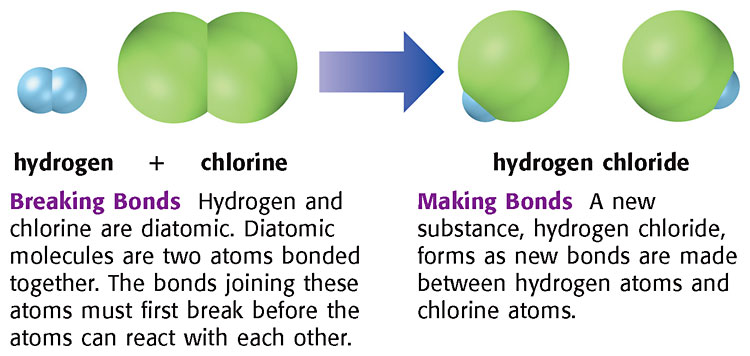 hydrogen + chlorine
hydrogen chloride
Breaking Bonds Hydrogen and
chlorine are diatomic. Diatomic
molecules are two atoms bonded
together. The bonds joining these
atoms must first break before the
atoms can react with each other.
Making Bonds A new
substance, hydrogen chloride,
forms as new bonds are made
between hydrogen atoms and
chlorine atoms.